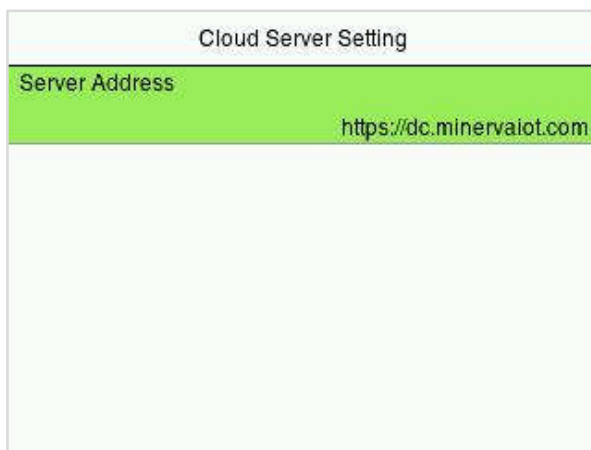 Cloud Server Setting
Server Address
https://dc.minervaiot.com